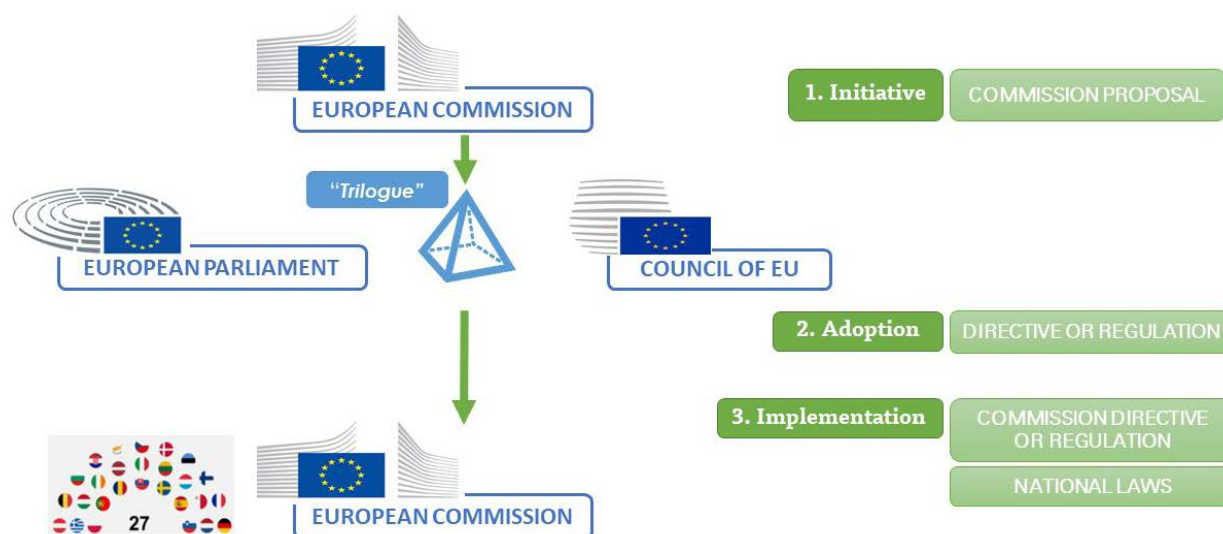 EUROPEAN COMMISSION
1. Initiative
COMMISSION PROPOSAL
“Trilogue”
EUROPEAN PARLIAMENT
COUNCIL OF EU
2. Adoption
DIRECTIVE OR REGULATION
3. Implementation
COMMISSION DIRECTIVE
OR REGULATION
NATIONAL LAWS
27
EUROPEAN COMMISSION